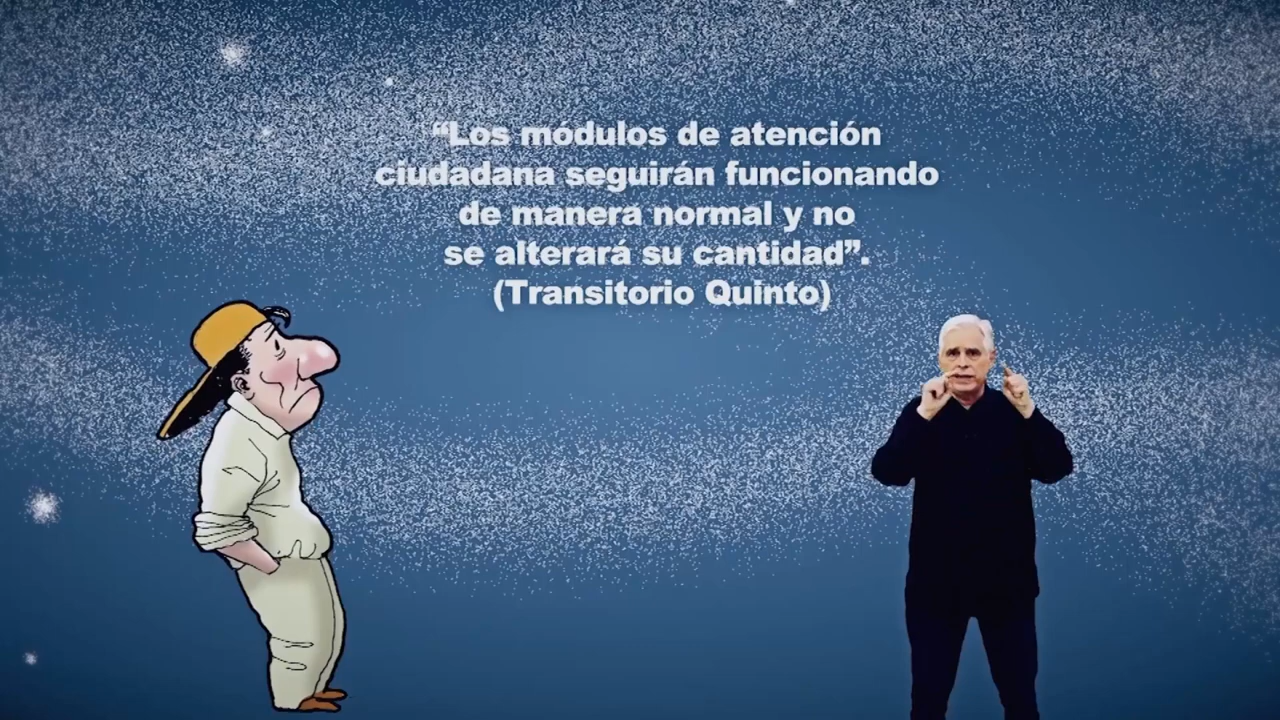 “Los módulos de atención
ciudadana seguirán funcionando
de manera normal y no
se alterará su cantidad”.
(Transitorio Quinto)